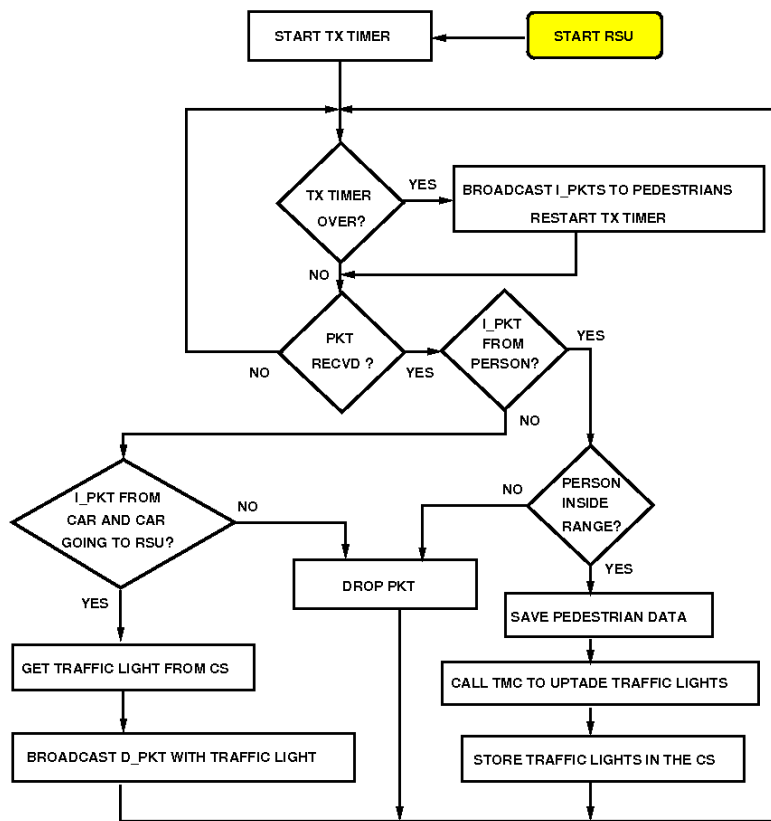 START TX TIMER
START RSU
TX TIMER
OVER?
YES
BROADCAST I_PKTS TO PEDESTRIANS
RESTART TX TIMER
NO
PKT
RECVD ?
NO
YES
I_PKT
FROM
PERSON?
YES
NO
I_PKT FROM
CAR AND CAR
GOING TO RSU?
NO
YES
PERSON
INSIDE
RANGE?
NO
YES
DROP PKT
SAVE PEDESTRIAN DATA
GET TRAFFIC LIGHT FROM CS
CALL TMC TO UPTADE TRAFFIC LIGHTS
BROADCAST D_PKT WITH TRAFFIC LIGHT
STORE TRAFFIC LIGHTS IN THE CS